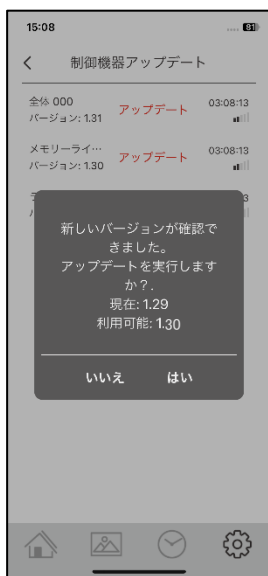 15:08
81
制御機器アップデート
全体 000
アップデート
03:08:13
バージョン: 1.31
メモリーライ…
アップデート
03:08:13
バージョン: 1.30
新しいバージョンが確認で
きました。
アップデートを実行します
か？.
現在: 1.29
利用可能: 1.30
いいえ はい